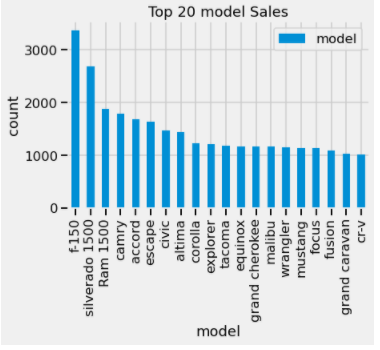 Top 20 model Sales
model
3000
2000
1000
0
count
f-150
silverado 1500
Ram 1500
camry
accord
escape
civic
altima
corolla
explorer
tacoma
equinox
grand cherokee
malibu
wrangler
mustang
focus
fusion
grand caravan
cr-v
model